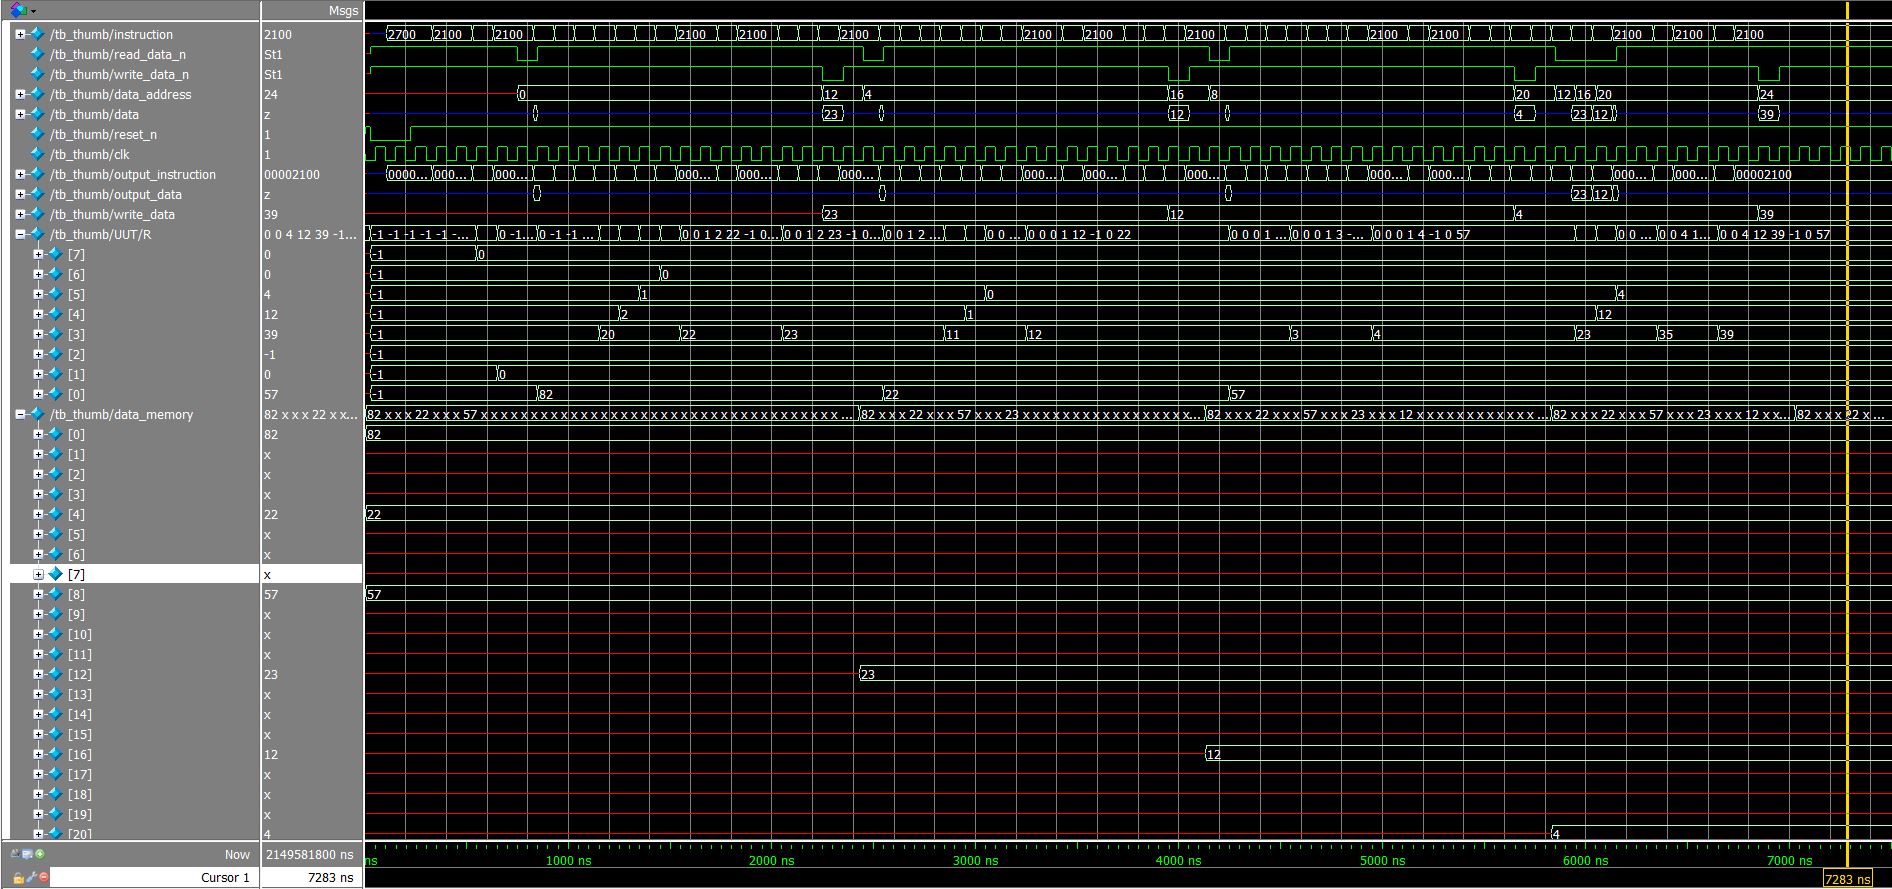 Msgs
/tb_thumb/instruction 2100 2700 2100 2100 2100 2100 2100 2100 2100 2100 2100 2100 2100 2100 2100
/tb_thumb/read_data_n St1
/tb_thumb/write_data_n St1
/tb_thumb/data_address 24 0 12 4 16 8 20 12 16 20 24
/tb_thumb/data z 23 12 4 23 12 39
/tb_thumb/reset_n 1
/tb_thumb/clk 1
/tb_thumb/output_instruction 00002100 0000... 000... 000... 000... 000... 000... 000... 000... 000... 000... 000... 000... 000... 00002100
/tb_thumb/output_data z 23 12
/tb_thumb/write_data 39 23 12 4 39
/tb_thumb/UUT/R 0 0 4 12 39 -1... -1 -1 -1 -1 -1 -... 0 -1... 0 -1 -1 ... 0 0 1 2 22 -1 0... 0 0 1 2 23 -1 0... 0 0 1 2 ... 0 0 ... 0 0 0 1 12 -1 0 22 0 0 0 1 ... 0 0 0 1 3 -... 0 0 0 1 4 -1 0 57 0 0 ... 0 0 4 1... 0 0 4 12 39 -1 0 57
[7] 0 -1 0
[6] 0 -1 0
[5] 4 -1 1 0 4
[4] 12 -1 2 1 12
[3] 39 -1 20 22 23 11 12 3 4 23 35 39
[2] -1 -1
[1] 0 -1 0
[0] 57 -1 82 22 57
/tb_thumb/data_memory 82 x x x 22 x x... 82 x x x 22 x x x 57 x x x x x x x x x x x x x x x x x x x x x x x x x x x x x x ... 82 x x x 22 x x x 57 x x x 23 x x x x x x x x x x x x x x x x ... 82 x x x 22 x x x 57 x x x 23 x x x 12 x x x x x x x x x x x x ... 82 x x x 22 x x x 57 x x x 23 x x x 12 x x... 82 x x x 22 x x ...
[0] 82 82
[1] x
[2] x
[3] x
[4] 22 22
[5] x
[6] x
[7] x
[8] 57 57
[9] x
[10] x
[11] x
[12] 23 23
[13] x
[14] x
[15] x
[16] 12 12
[17] x
[18] x
[19] x
[20] 4 4
Now 2149581800 ns ns 1000 ns 2000 ns 3000 ns 4000 ns 5000 ns 6000 ns 7000 ns
Cursor 1 7283 ns 7283 ns